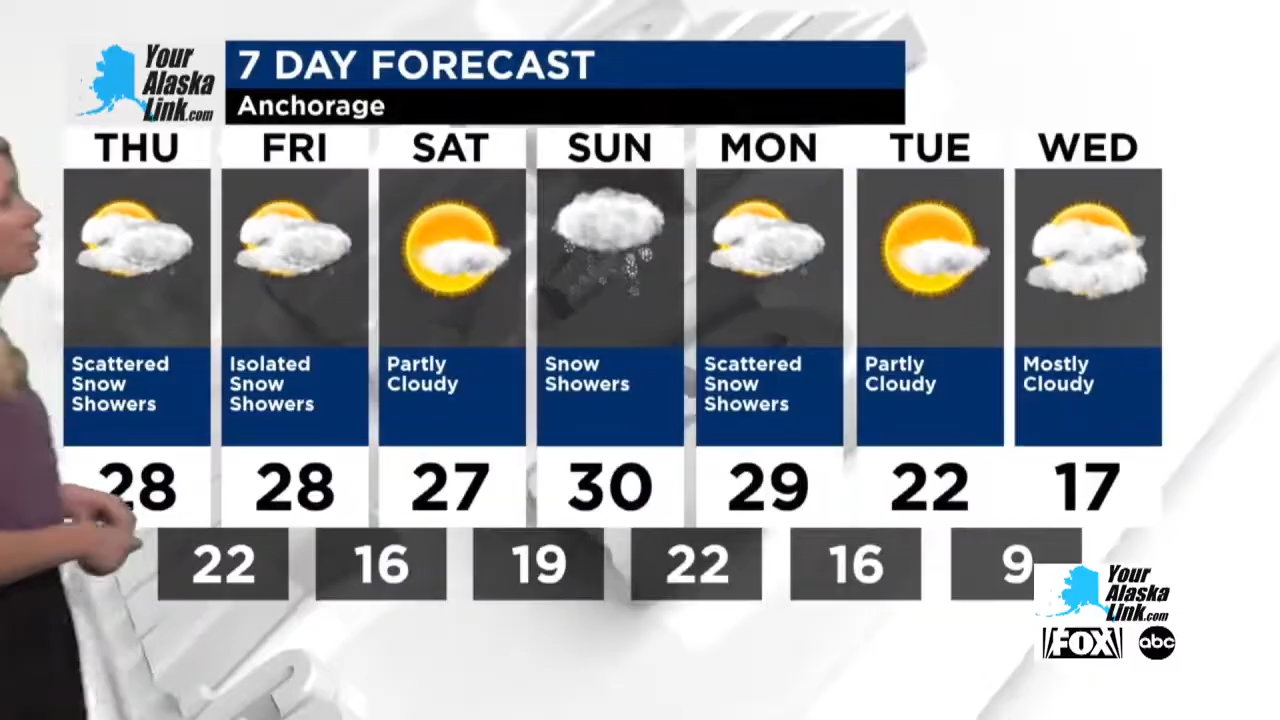 Your
Alaska
Link.com
7 DAY FORECAST
Anchorage
THU FRI SAT SUN MON TUE WED
Scattered
Snow
Showers
Isolated
Snow
Showers
Partly
Cloudy
Snow
Showers
Scattered
Snow
Showers
Partly
Cloudy
Mostly
Cloudy
28 28 27 30 29 22 17
22 16 19 22 16 9
Your
Alaska
Link.com
FOX abc